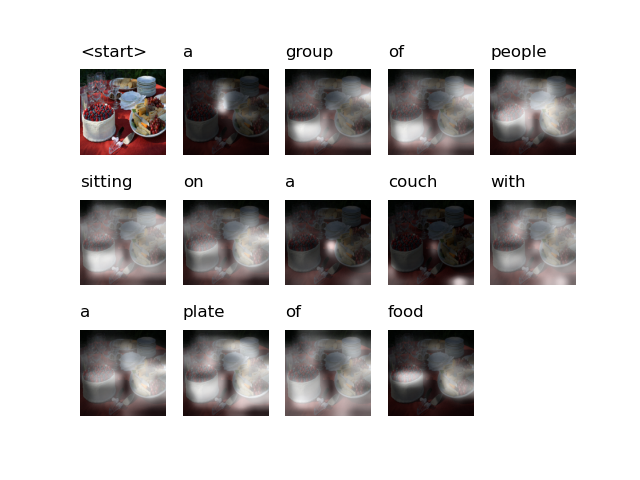 <start> a group of people
sitting on a couch with
a plate of food